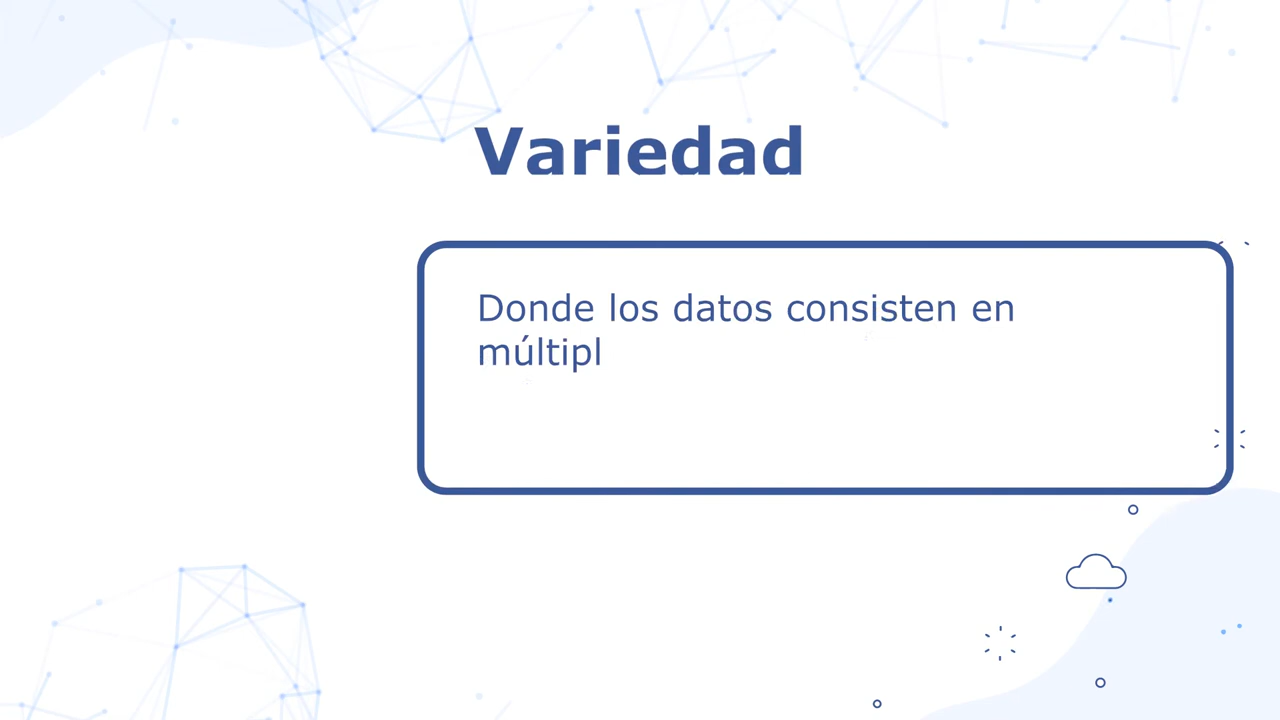 Variedad
Donde los datos consisten en
múltipl